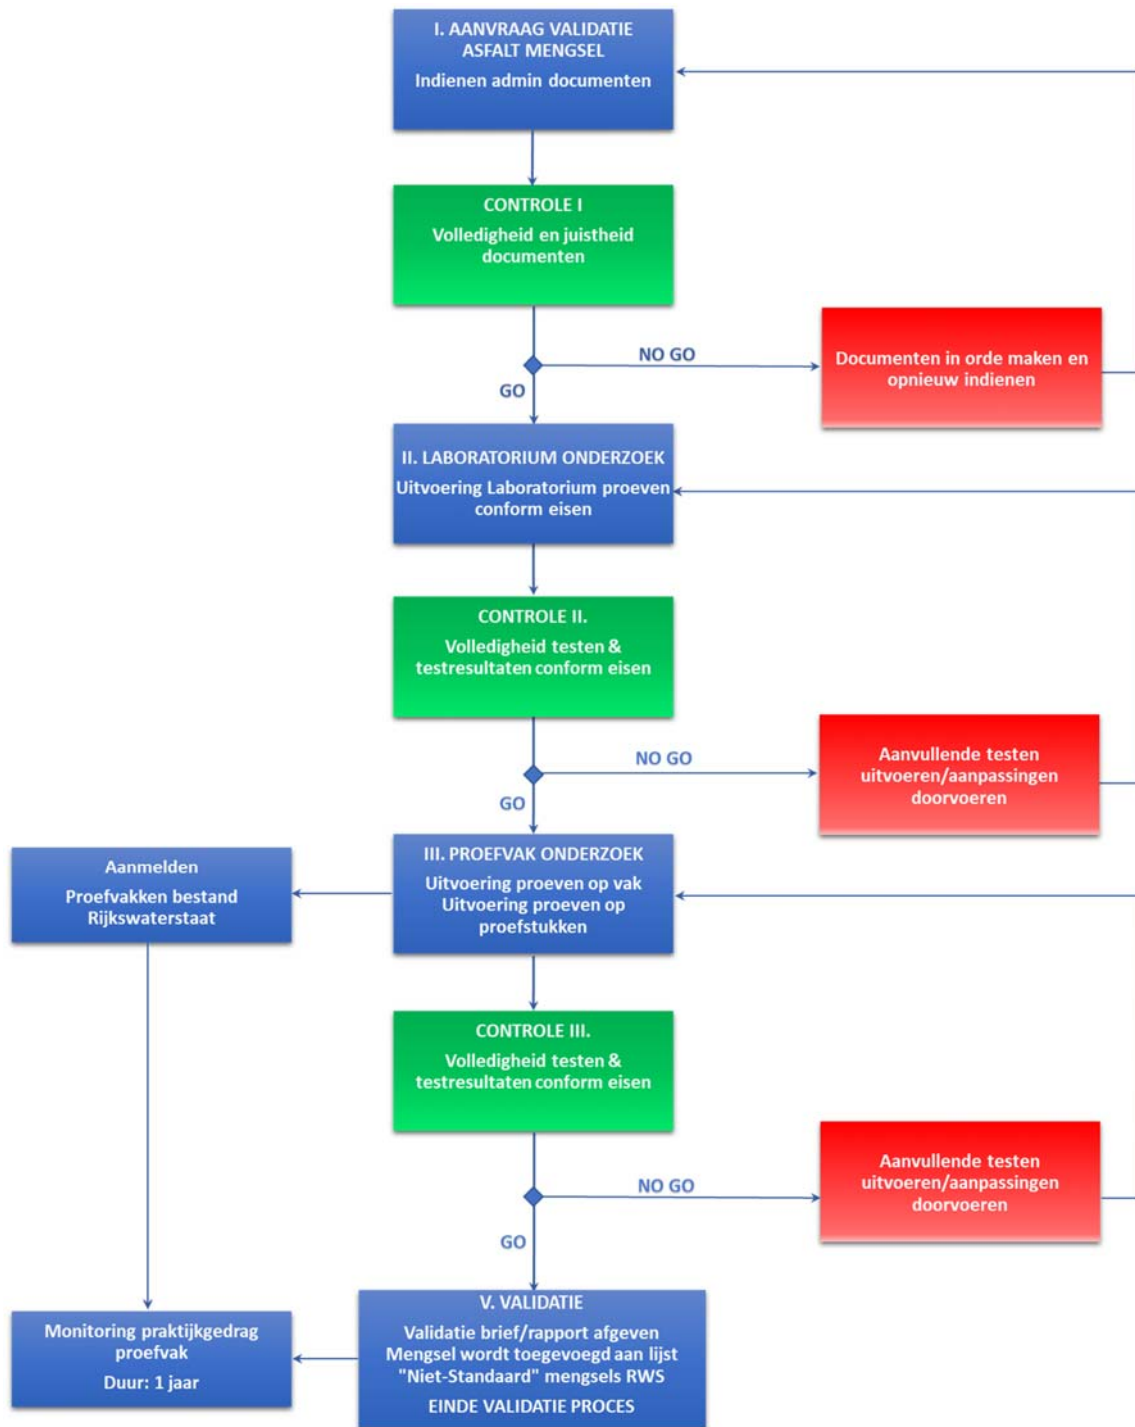 I. AANVRAAG VALIDATIE
ASFALT MENGSEL
Indienen admin documenten
CONTROLE I
Volledigheid en juistheid
documenten
NO GO
Documenten in orde maken en
opnieuw indienen
GO
II. LABORATORIUM ONDERZOEK
Uitvoering Laboratorium proeven
conform eisen
CONTROLE II.
Volledigheid testen &
testresultaten conform eisen
NO GO
Aanvullende testen
uitvoeren/aanpassingen
doorvoeren
GO
III. PROEFVAK ONDERZOEK
Uitvoering proeven op vak
Uitvoering proeven op
proefstukken
Aanmelden
Proefvakken bestand
Rijkswaterstaat
CONTROLE III.
Volledigheid testen &
testresultaten conform eisen
NO GO
Aanvullende testen
uitvoeren/aanpassingen
doorvoeren
GO
V. VALIDATIE
Validatie brief/rapport afgeven
Mengsel wordt toegevoegd aan lijst
"Niet-Standaard" mengsels RWS
EINDE VALIDATIE PROCES
Monitoring praktijkgedrag
proefvak
Duur: 1 jaar